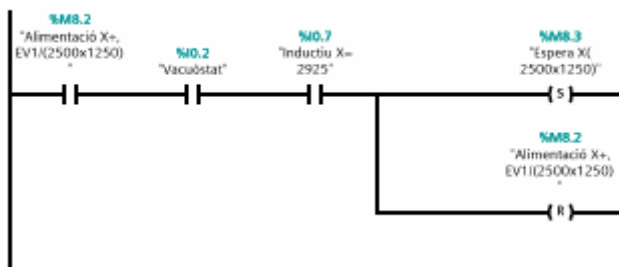 %M8.2
"Alimentació X+,
EV1/(2500x1250)
"
%I0.2
"Vacuòstat"
%I0.7
"Inductiu X=
2925"
%M8.3
"Espera X(
2500x1250)"
S
%M8.2
"Alimentació X+,
EV1/(2500x1250)
"
R